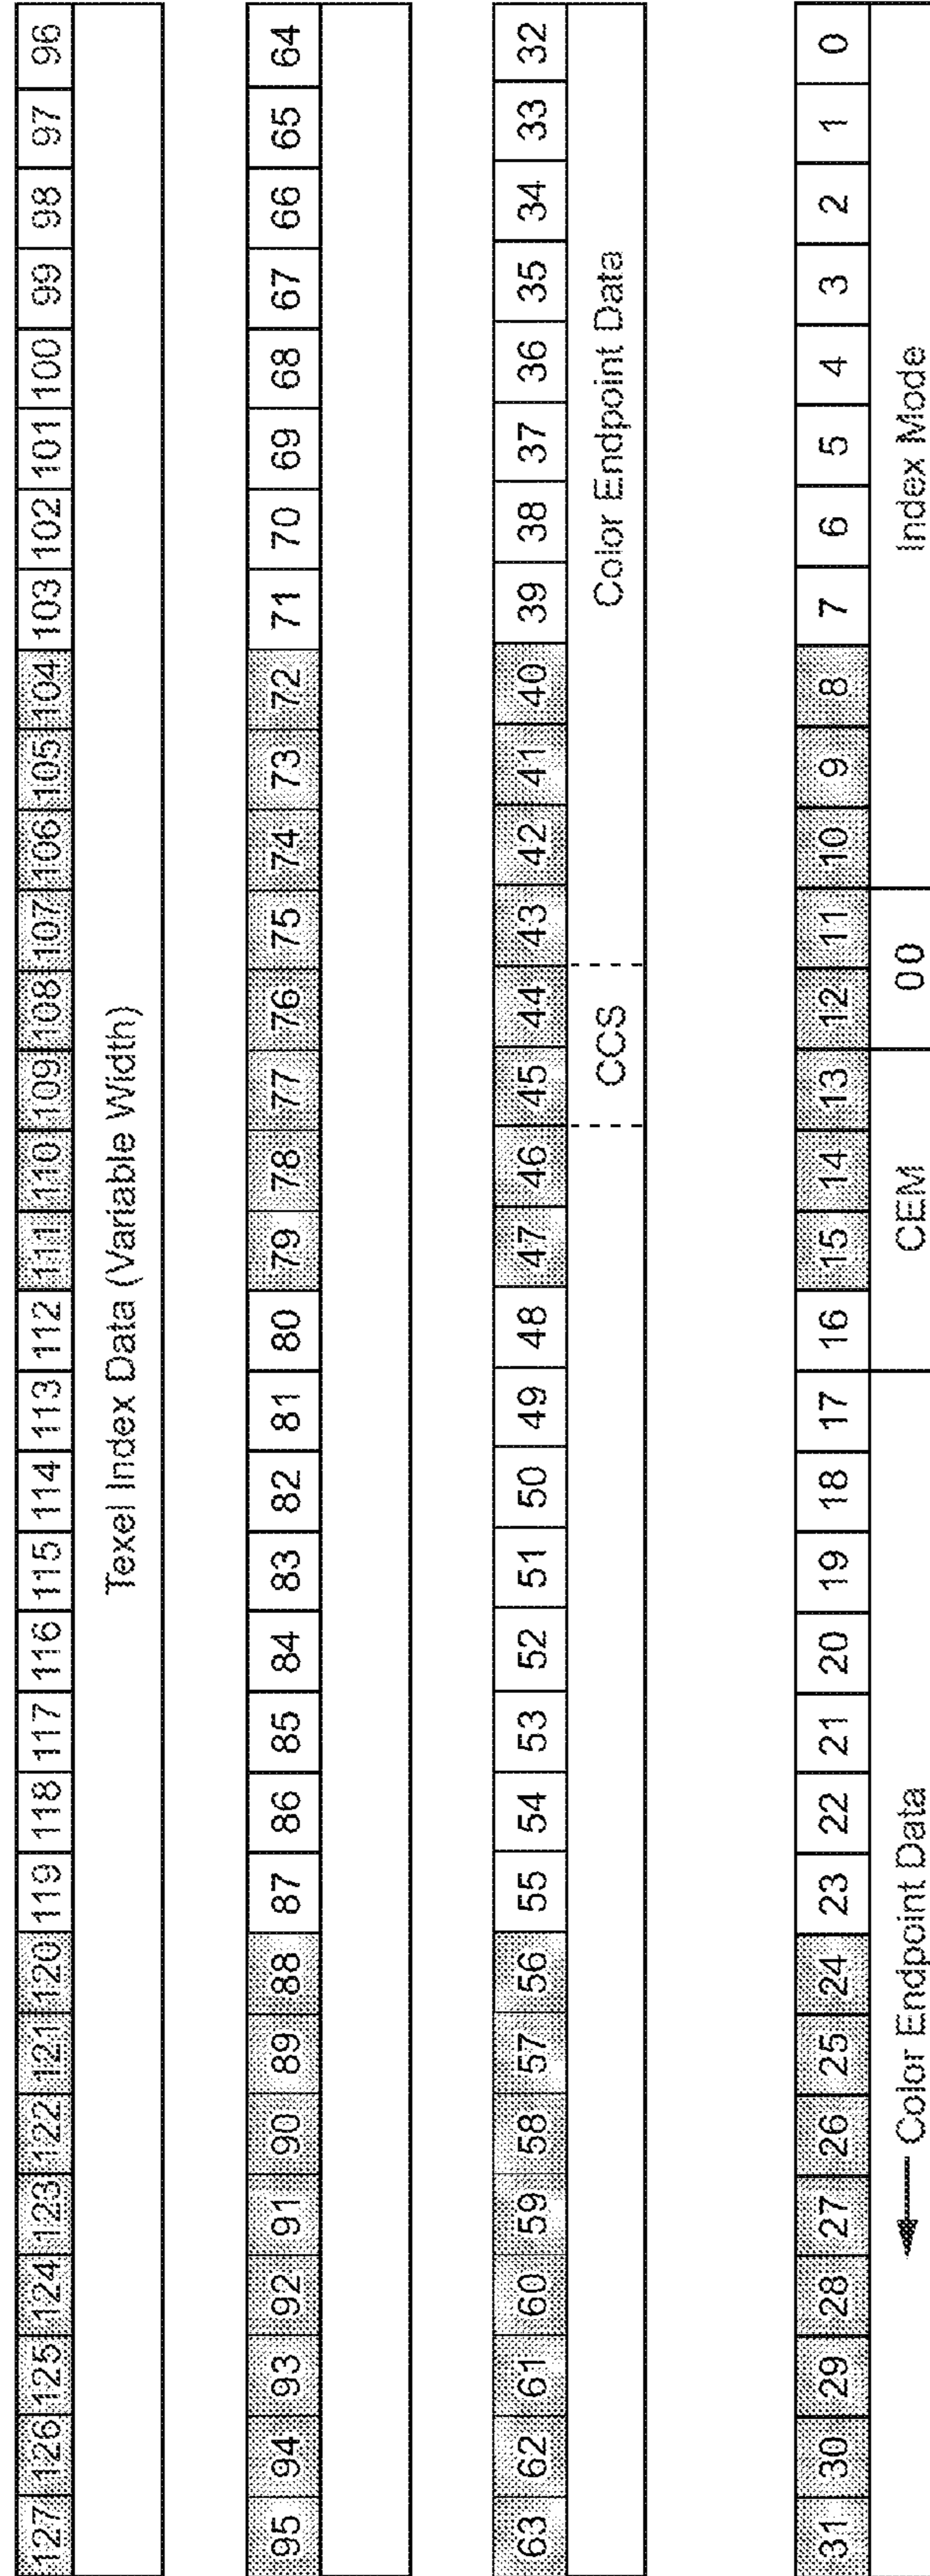 127 126 125 124 123 122 121 120 119 118 117 116 115 114 113 112 111 110 109 108 107 106 105 104 103 102 101 100 99 98 97 96
Texel Index Data (Variable Width)
95 94 93 92 91 90 89 88 87 86 85 84 83 82 81 80 79 78 77 76 75 74 73 72 71 70 69 68 67 66 65 64
63 62 61 60 59 58 57 56 55 54 53 52 51 50 49 48 47 46 45 44 43 42 41 40 39 38 37 36 35 34 33 32
CCS Color Endpoint Data
31 30 29 28 27 26 25 24 23 22 21 20 19 18 17 16 15 14 13 12 11 10 9 8 7 6 5 4 3 2 1 0
Color Endpoint Data CEM 00 Index Mode